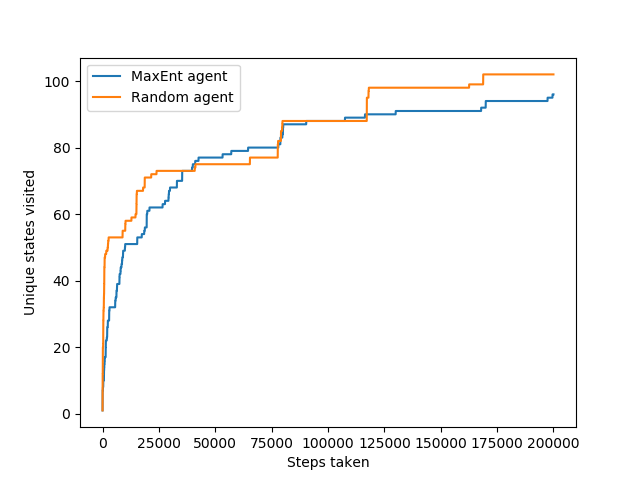 MaxEnt agent
Random agent
100
80
60
40
20
0
Unique states visited
0 25000 50000 75000 100000 125000 150000 175000 200000
Steps taken